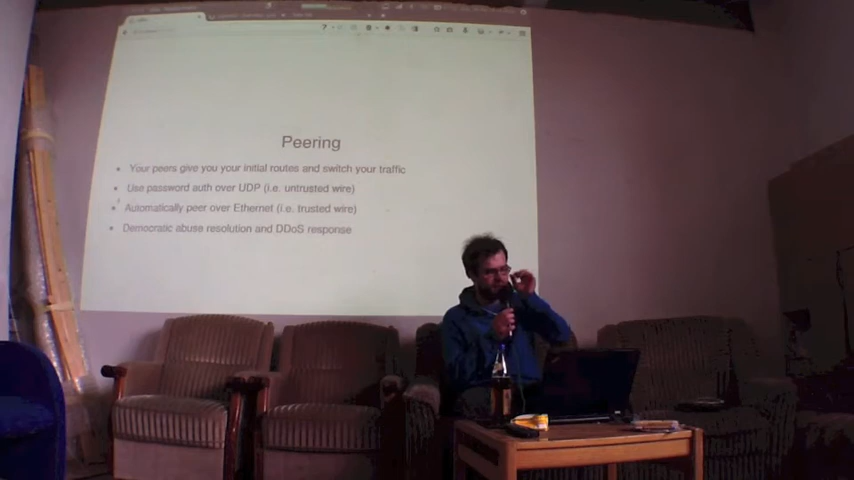 Peering
Your peers give you your initial routes and switch your traffic
Use password auth over UDP (i.e. untrusted wire)
Automatically peer over Ethernet (i.e. trusted wire)
Democratic abuse resolution and DDoS response